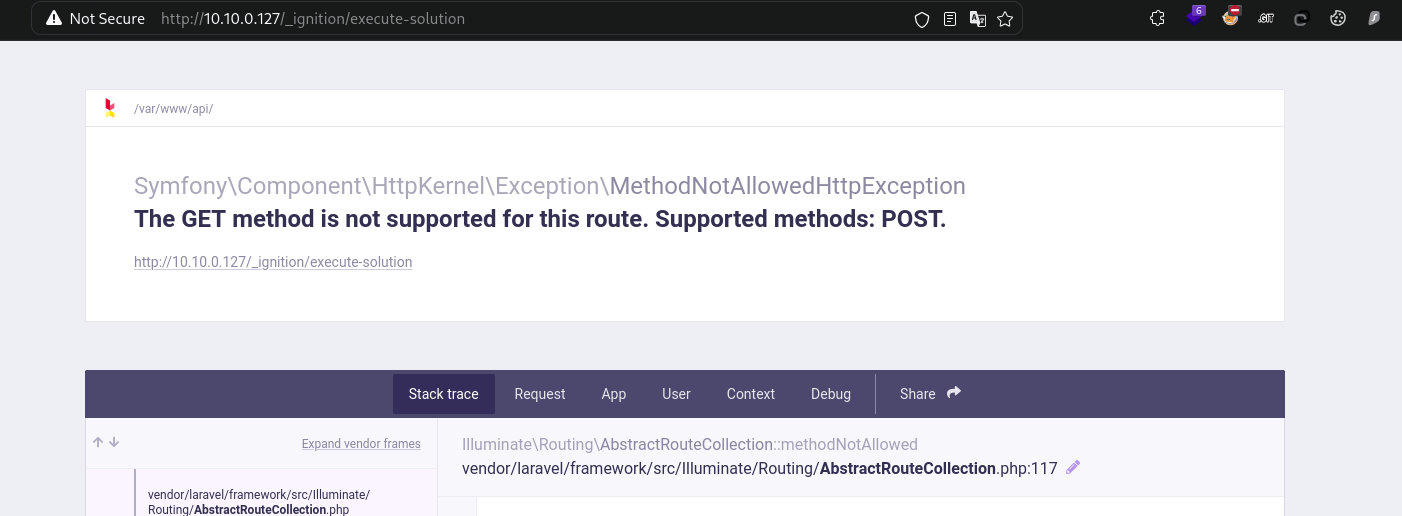 Not Secure http://10.10.0.127/_ignition/execute-solution
6
.GIT
/var/www/api/
Symfony\Component\HttpKernel\Exception\MethodNotAllowedHttpException
The GET method is not supported for this route. Supported methods: POST.
http://10.10.0.127/_ignition/execute-solution
Stack trace Request App User Context Debug Share
Expand vendor frames
Illuminate\Routing\AbstractRouteCollection::methodNotAllowed
vendor/laravel/framework/src/Illuminate/Routing/AbstractRouteCollection.php:117
vendor/laravel/framework/src/Illuminate/
Routing/AbstractRouteCollection.php